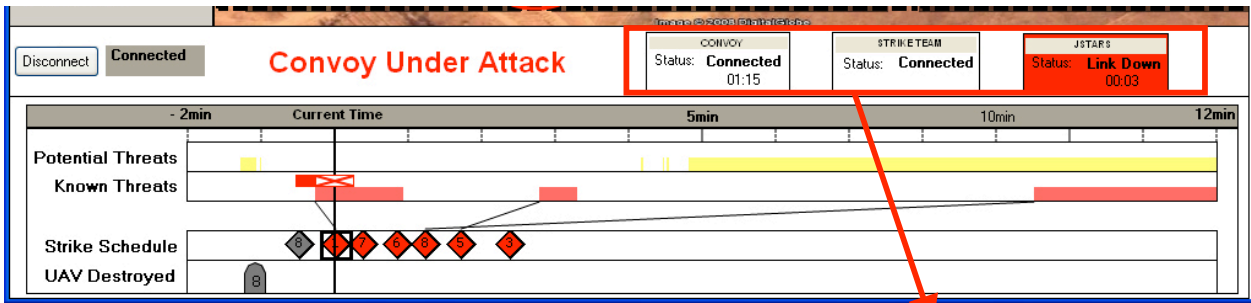 Image © 2008 DigitalGlobe
Disconnect
Connected
Convoy Under Attack
CONVOY
Status: Connected
01:15
STRIKE TEAM
Status: Connected
JSTARS
Status: Link Down
00:03
- 2min Current Time 5min 10min 12min
Potential Threats
Known Threats
Strike Schedule 8 7 6 8 5 3
UAV Destroyed 8